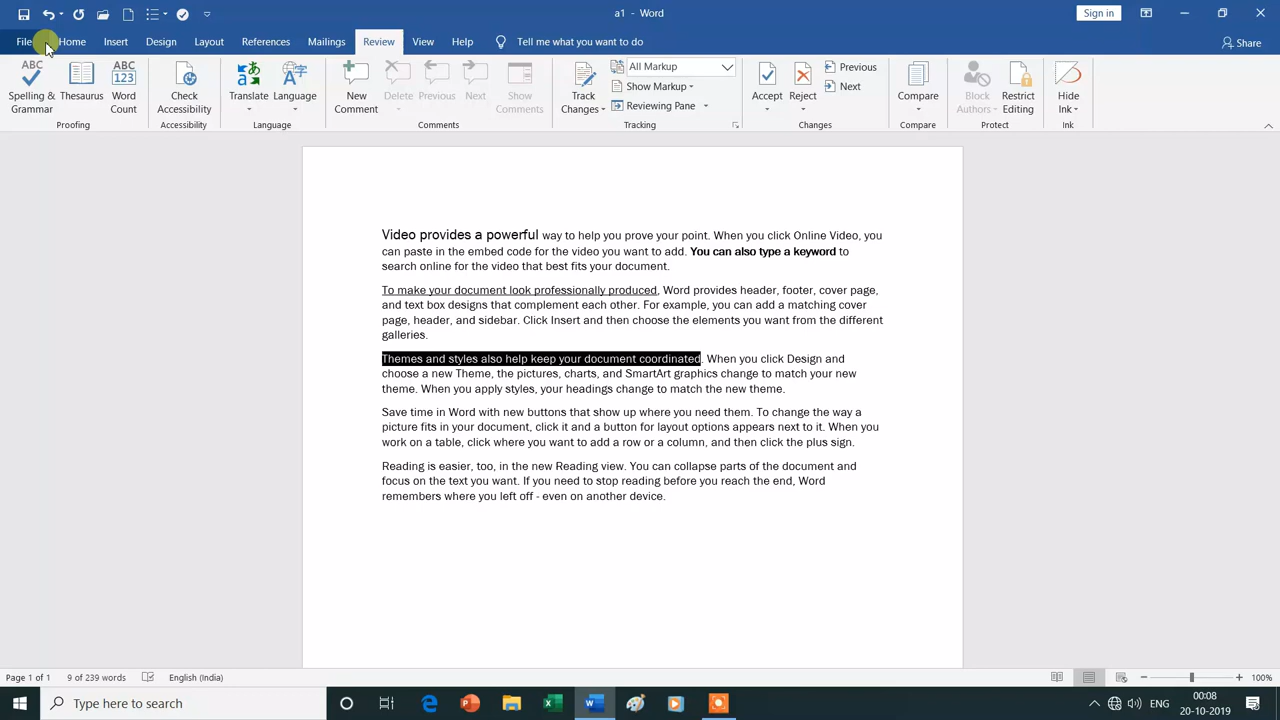 a1 - Word
Sign in
File Home Insert Design Layout References Mailings Review View Help Tell me what you want to do Share
ABC ABC 123
Spelling & Grammar Thesaurus Word Count Check Accessibility Translate Language New Comment Delete Previous Next Show Comments Track Changes All Markup Accept Reject Previous Compare Block Authors Restrict Editing Hide Ink
Show Markup Next
Reviewing Pane
Proofing Accessibility Language Comments Tracking Changes Compare Protect Ink
Video provides a powerful way to help you prove your point. When you click Online Video, you
can paste in the embed code for the video you want to add. You can also type a keyword to
search online for the video that best fits your document.
To make your document look professionally produced, Word provides header, footer, cover page,
and text box designs that complement each other. For example, you can add a matching cover
page, header, and sidebar. Click Insert and then choose the elements you want from the different
galleries.
Themes and styles also help keep your document coordinated. When you click Design and
choose a new Theme, the pictures, charts, and SmartArt graphics change to match your new
theme. When you apply styles, your headings change to match the new theme.
Save time in Word with new buttons that show up where you need them. To change the way a
picture fits in your document, click it and a button for layout options appears next to it. When you
work on a table, click where you want to add a row or a column, and then click the plus sign.
Reading is easier, too, in the new Reading view. You can collapse parts of the document and
focus on the text you want. If you need to stop reading before you reach the end, Word
remembers where you left off - even on another device.
Page 1 of 1 9 of 239 words English (India) 100%
Type here to search ENG 00:08
20-10-2019